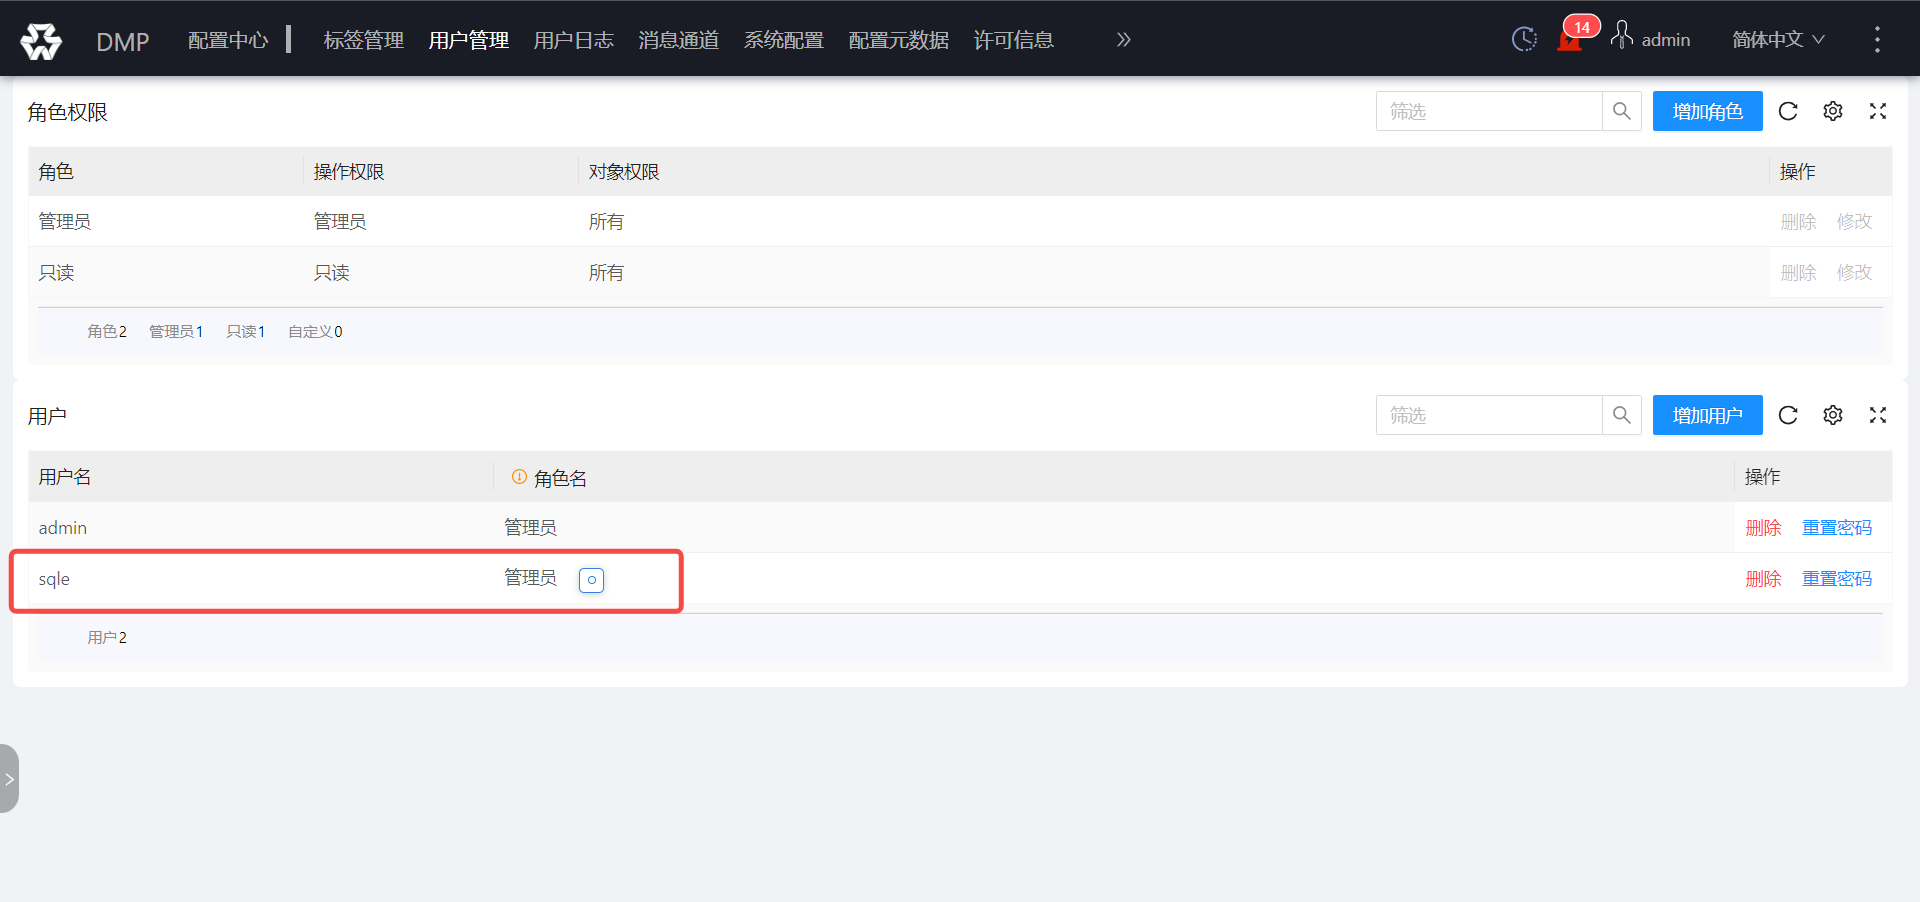 DMP 配置中心 标签管理 用户管理 用户日志 消息通道 系统配置 配置元数据 许可信息 14 admin 简体中文
角色权限 筛选 增加角色
角色 操作权限 对象权限 操作
管理员 管理员 所有 删除 修改
只读 只读 所有 删除 修改
角色2 管理员1 只读1 自定义0
用户 筛选 增加用户
用户名 角色名 操作
admin 管理员 删除 重置密码
sqle 管理员 删除 重置密码
用户2